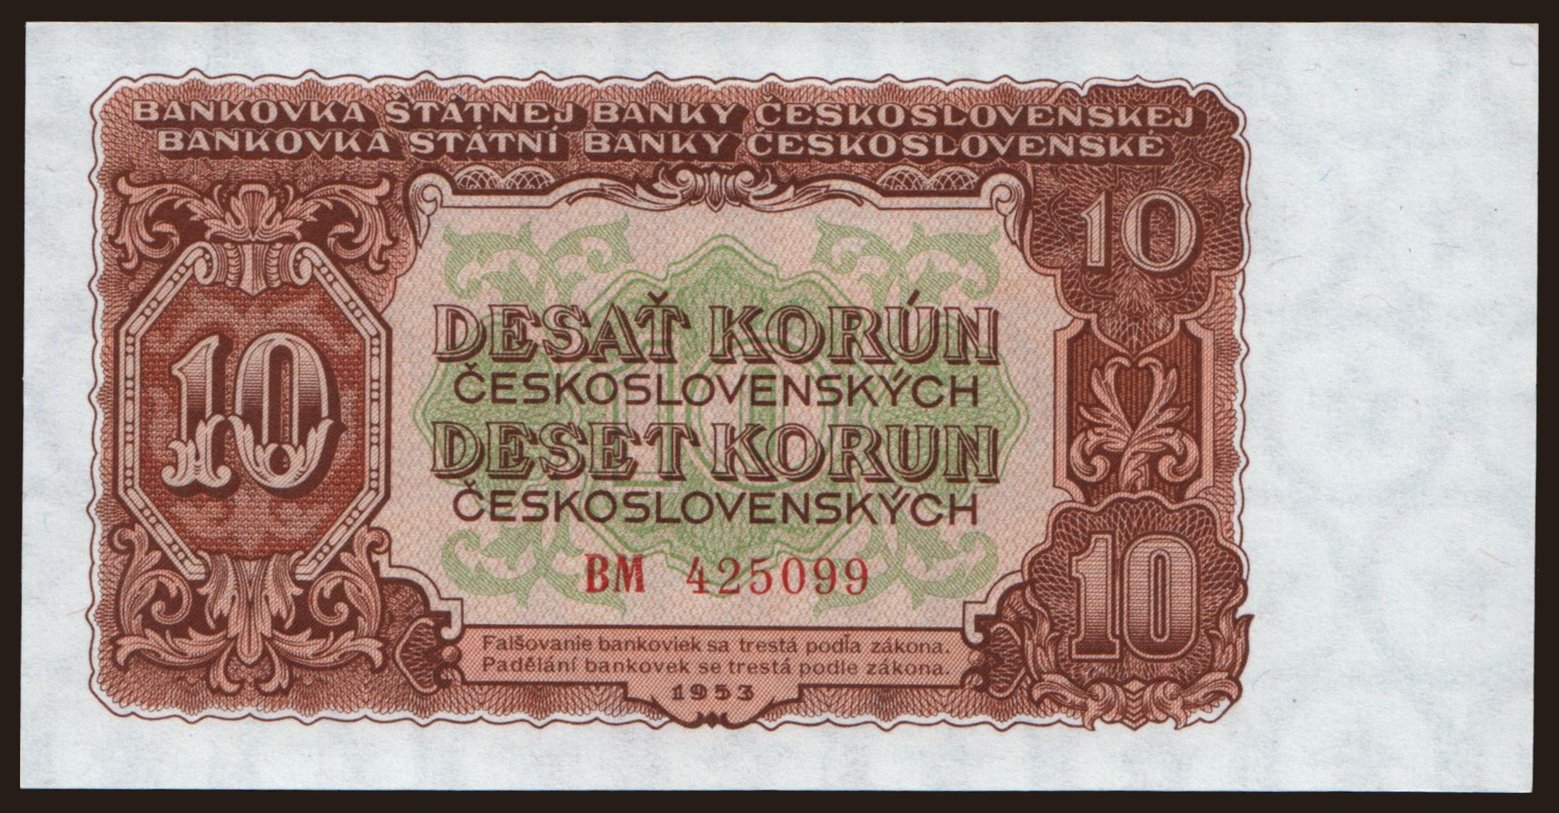 BANKOVKA ŠTÁTNEJ BANKY ČESKOSLOVENSKEJ
BANKOVKA STÁTNÍ BANKY ČESKOSLOVENSKÉ
10
10
DESAŤ KORÚN
ČESKOSLOVENSKÝCH
10
DESET KORUN
ČESKOSLOVENSKÝCH
BM 425099
10
Falšovanie bankoviek sa trestá podľa zákona.
Padělání bankovek se trestá podle zákona.
1953